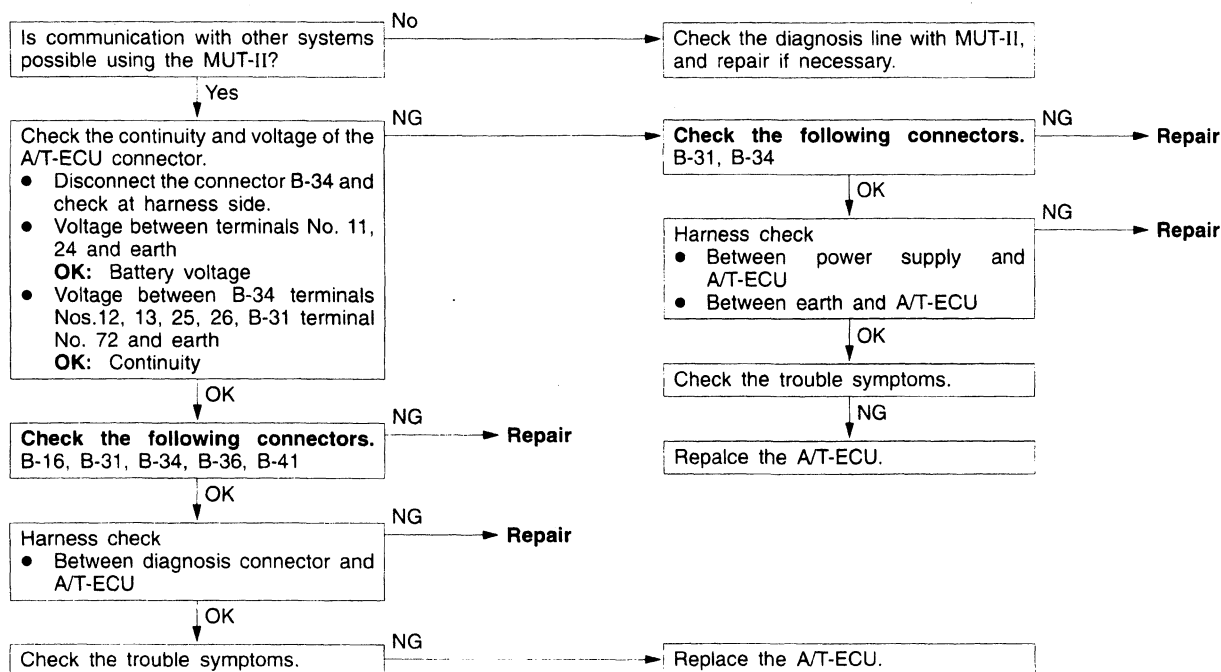 Is communication with other systems
possible using the MUT-II?
No
Check the diagnosis line with MUT-II,
and repair if necessary.
Yes
Check the continuity and voltage of the
A/T-ECU connector.
● Disconnect the connector B-34 and
check at harness side.
● Voltage between terminals No. 11,
24 and earth
OK: Battery voltage
● Voltage between B-34 terminals
Nos.12, 13, 25, 26, B-31 terminal
No. 72 and earth
OK: Continuity
NG
Check the following connectors.
B-31, B-34
NG
Repair
OK
Harness check
● Between power supply and
A/T-ECU
● Between earth and A/T-ECU
NG
Repair
OK
Check the trouble symptoms.
NG
Repalce the A/T-ECU.
OK
Check the following connectors.
B-16, B-31, B-34, B-36, B-41
NG
Repair
OK
Harness check
● Between diagnosis connector and
A/T-ECU
NG
Repair
OK
Check the trouble symptoms.
NG
Replace the A/T-ECU.